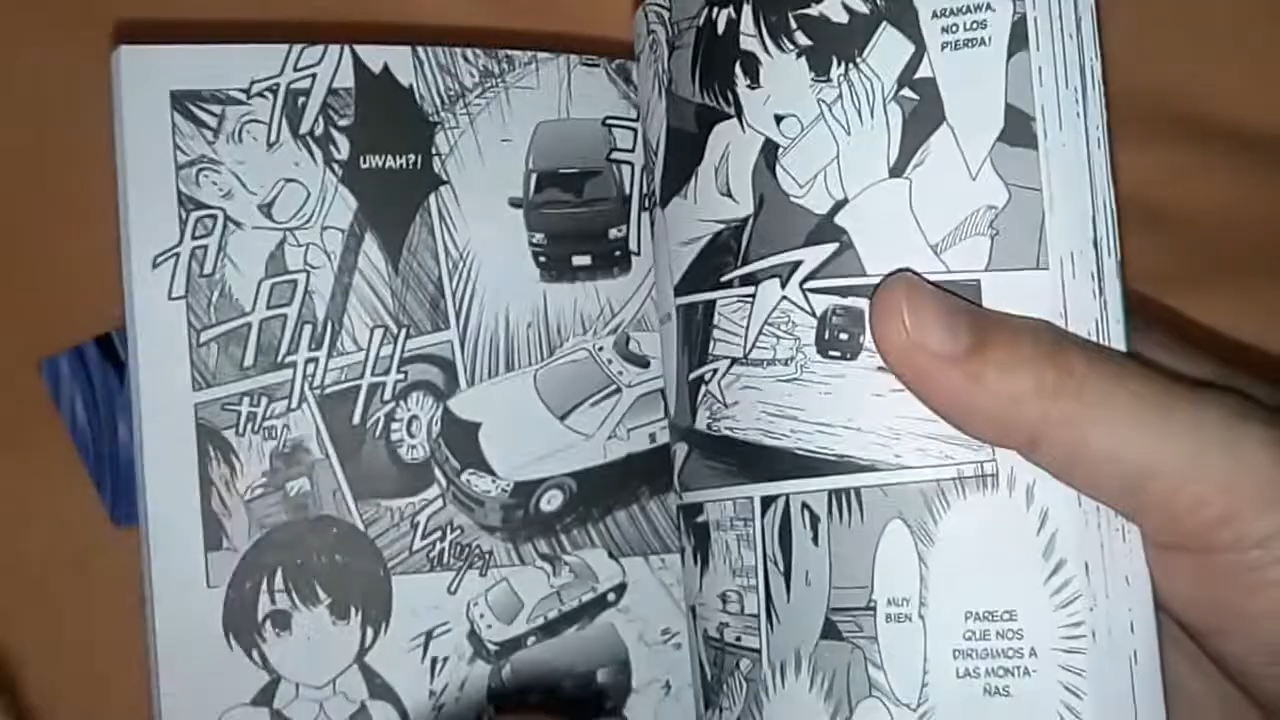 ARAKAWA,
NO LOS
PIERDA!
MUY
BIEN
PARECE
QUE NOS
DIRIGIMOS A
LAS MONTA-
ÑAS.
UWAH?!